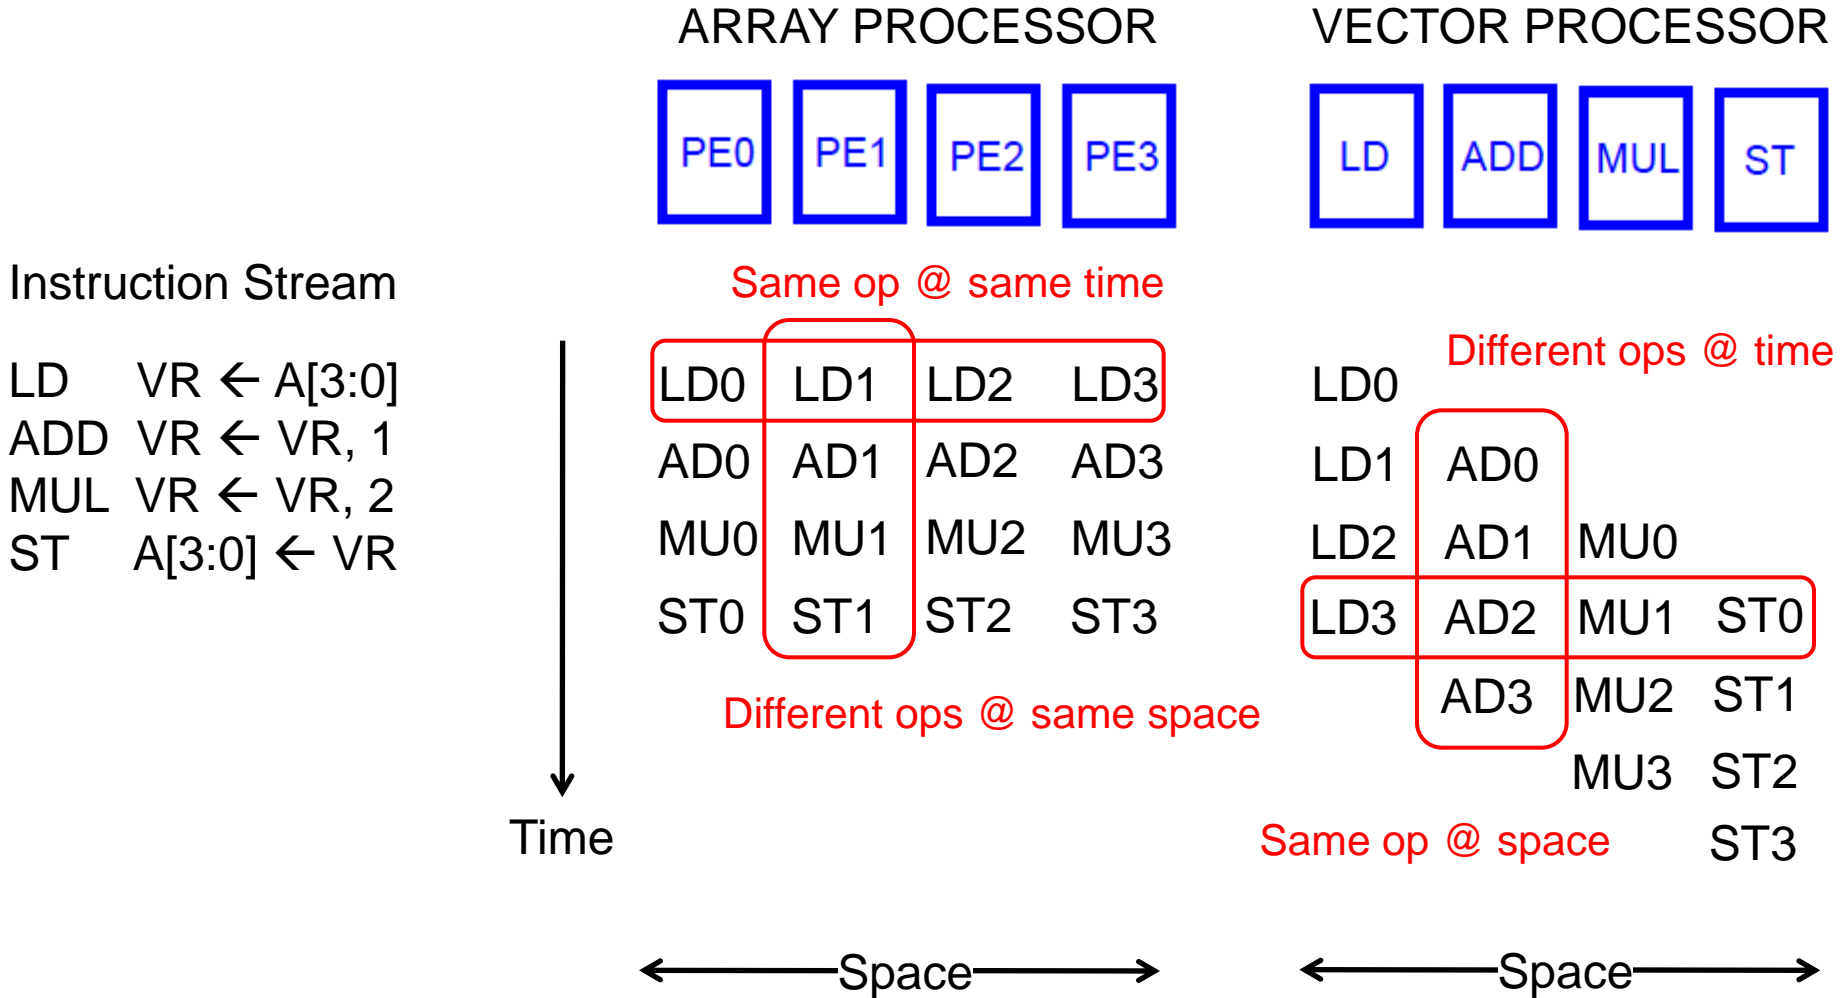 ARRAY PROCESSOR VECTOR PROCESSOR
PE0 PE1 PE2 PE3 LD ADD MUL ST
Instruction Stream Same op @ same time
Different ops @ time
LD VR ← A[3:0] LD0 LD1 LD2 LD3 LD0
ADD VR ← VR, 1 AD0 AD1 AD2 AD3 LD1 AD0
MUL VR ← VR, 2
ST A[3:0] ← VR MU0 MU1 MU2 MU3 LD2 AD1 MU0
ST0 ST1 ST2 ST3 LD3 AD2 MU1 ST0
Different ops @ same space AD3 MU2 ST1
MU3 ST2
Time Same op @ space ST3
Space Space